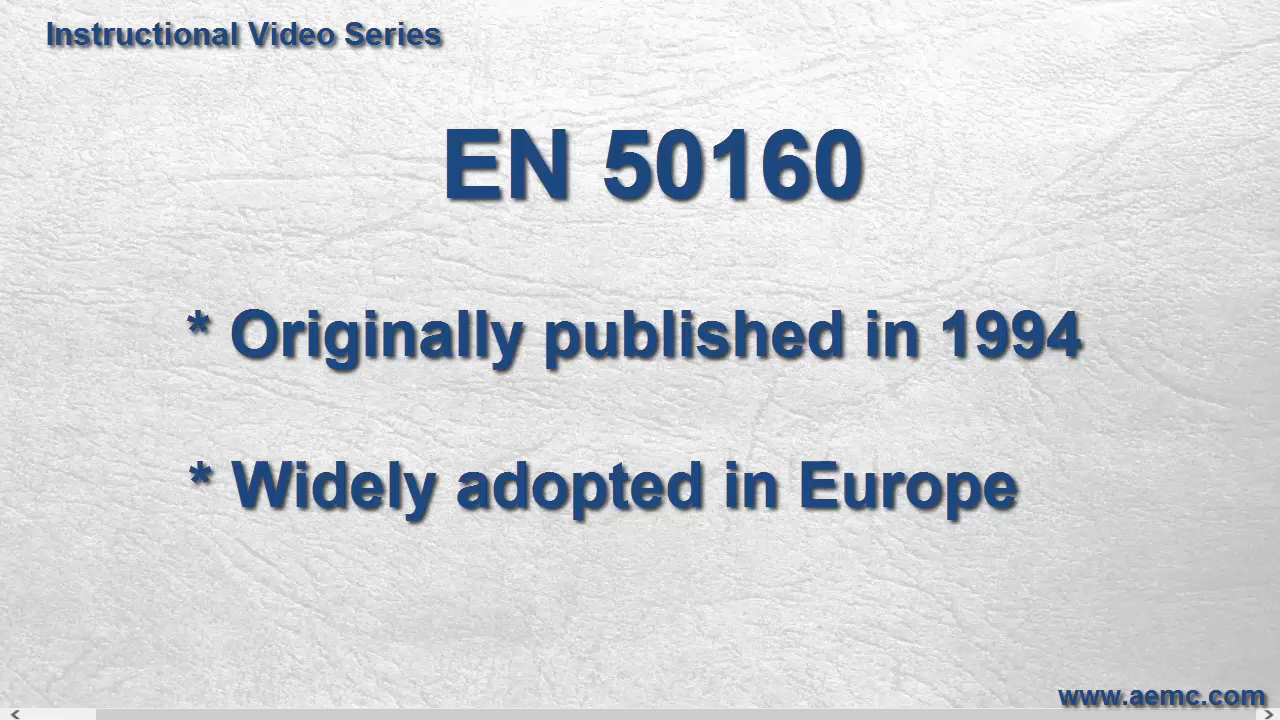 Instructional Video Series
EN 50160
* Originally published in 1994
* Widely adopted in Europe
www.aemc.com